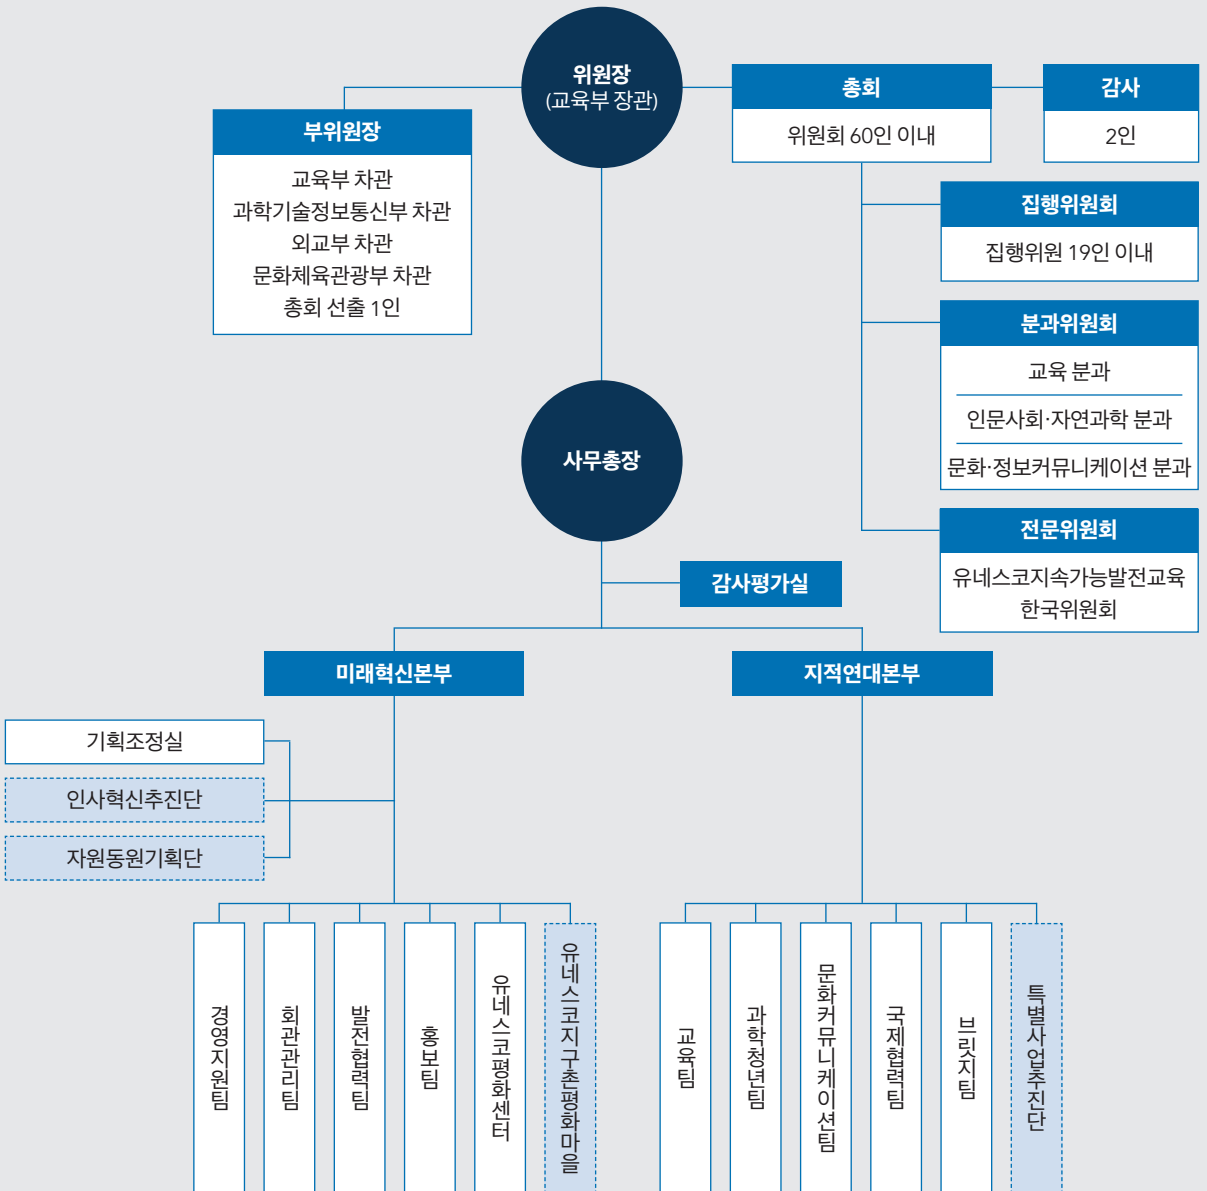 위원장
(교육부 장관)
부위원장
교육부 차관
과학기술정보통신부 차관
외교부 차관
문화체육관광부 차관
총회 선출 1인
총회
위원회 60인 이내
감사
2인
집행위원회
집행위원 19인 이내
분과위원회
교육 분과
인문사회·자연과학 분과
문화·정보커뮤니케이션 분과
전문위원회
유네스코지속가능발전교육
한국위원회
사무총장
감사평가실
미래혁신본부
지적연대본부
기획조정실
인사혁신추진단
자원동원기획단
경영지원팀
회관관리팀
발전협력팀
홍보팀
유네스코평화센터
유네스코지구촌평화마을
교육팀
과학청년팀
문화커뮤니케이션팀
국제협력팀
브릿지팀
특별사업추진단